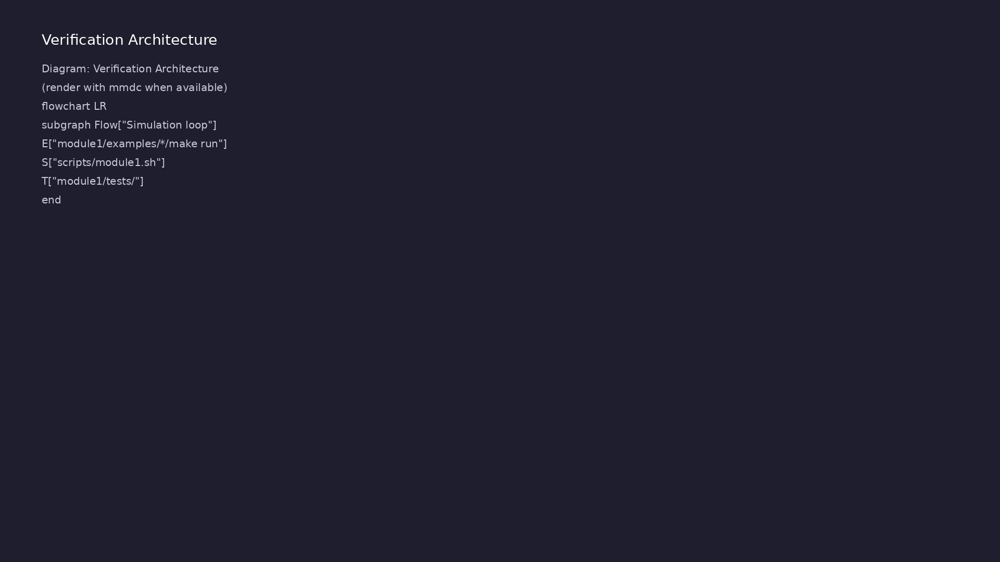 Verification Architecture
Diagram: Verification Architecture
(render with mmdc when available)
flowchart LR
subgraph Flow["Simulation loop"]
E["module1/examples/*/make run"]
S["scripts/module1.sh"]
T["module1/tests/"]
end